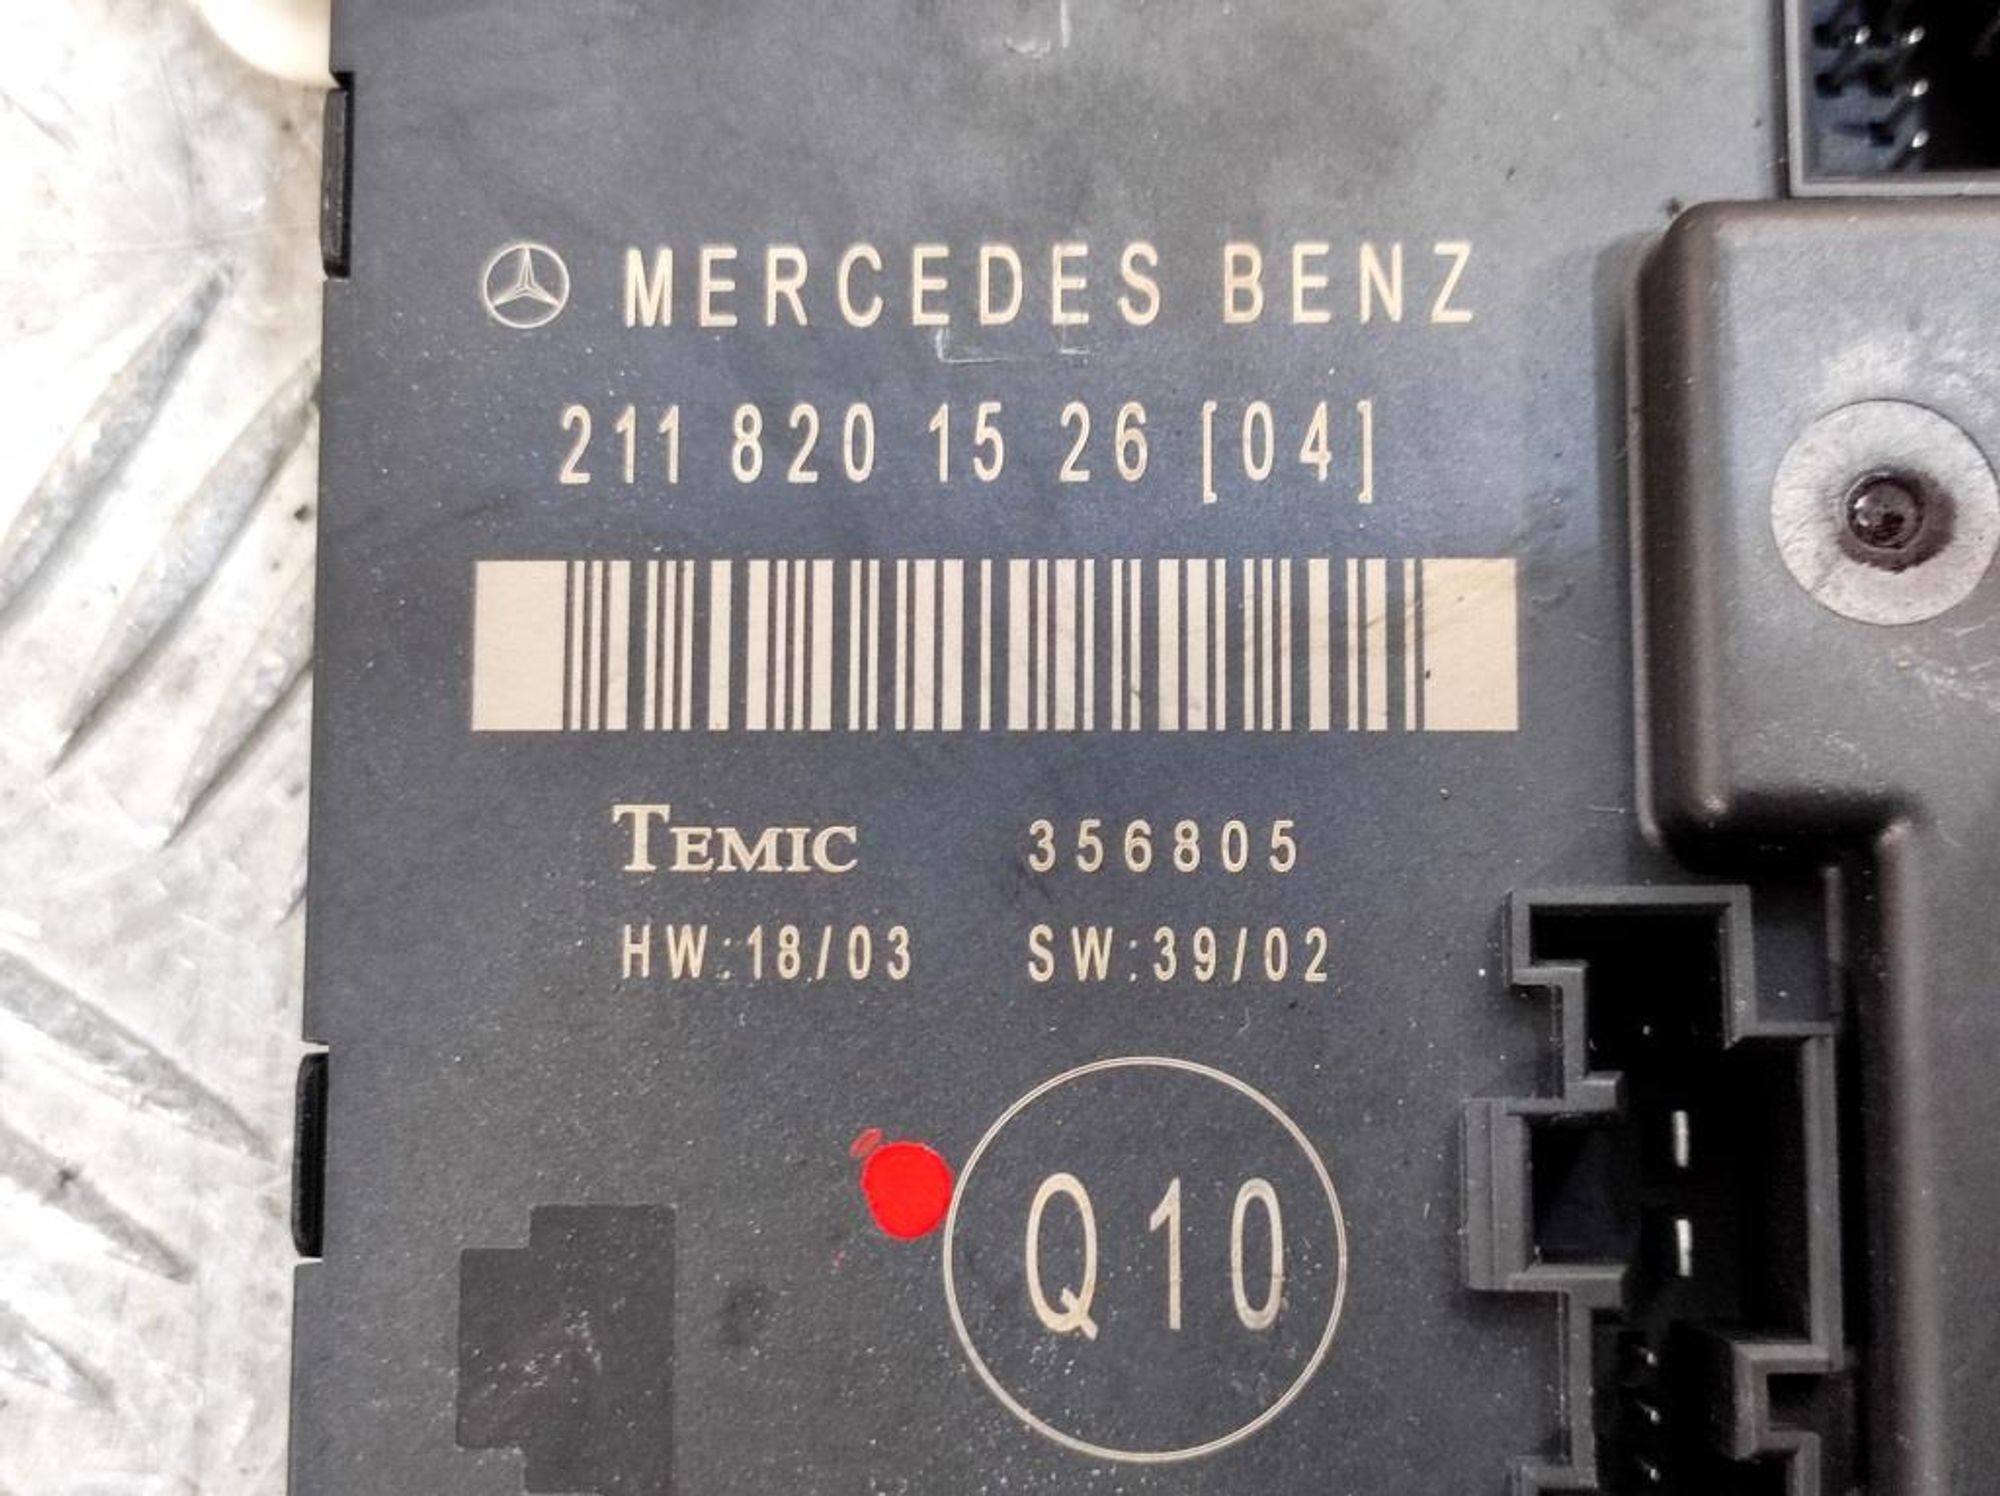 MERCEDES BENZ
211 820 15 26 [04]
TEMIC 356805
HW:18/03 SW:39/02
Q10